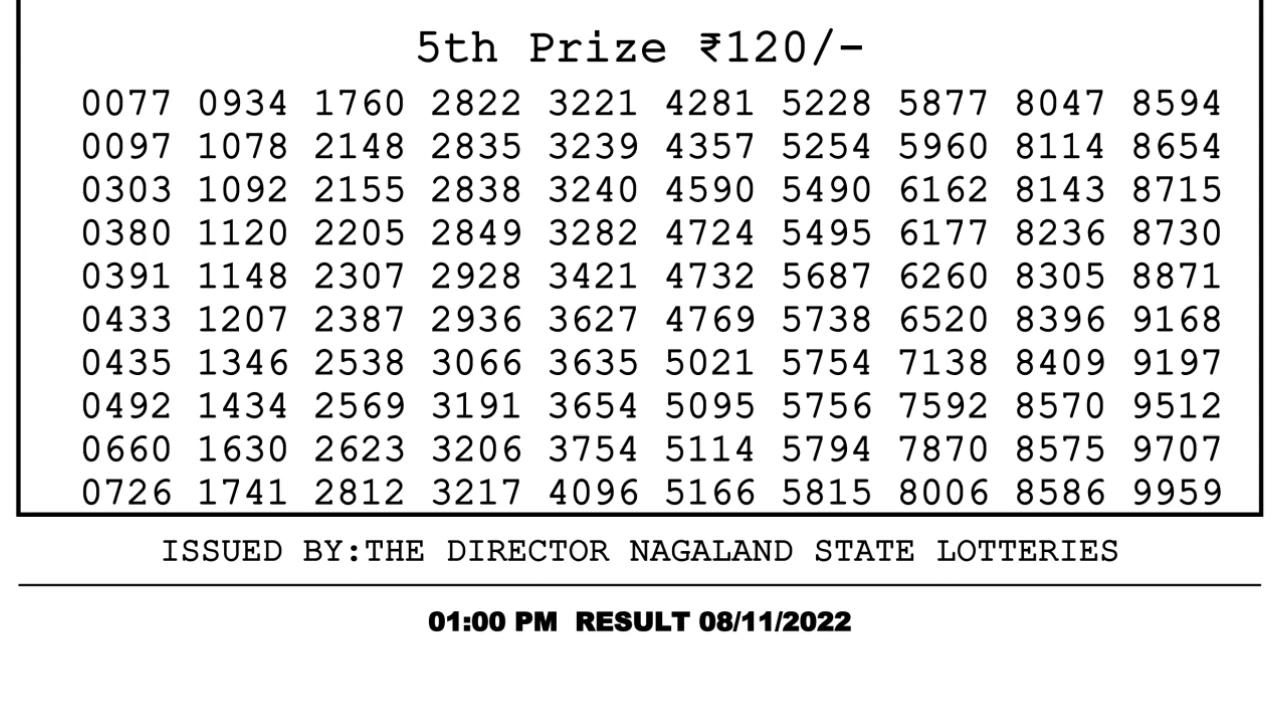 5th Prize ₹120/-
0077 0934 1760 2822 3221 4281 5228 5877 8047 8594
0097 1078 2148 2835 3239 4357 5254 5960 8114 8654
0303 1092 2155 2838 3240 4590 5490 6162 8143 8715
0380 1120 2205 2849 3282 4724 5495 6177 8236 8730
0391 1148 2307 2928 3421 4732 5687 6260 8305 8871
0433 1207 2387 2936 3627 4769 5738 6520 8396 9168
0435 1346 2538 3066 3635 5021 5754 7138 8409 9197
0492 1434 2569 3191 3654 5095 5756 7592 8570 9512
0660 1630 2623 3206 3754 5114 5794 7870 8575 9707
0726 1741 2812 3217 4096 5166 5815 8006 8586 9959
ISSUED BY:THE DIRECTOR NAGALAND STATE LOTTERIES
01:00 PM RESULT 08/11/2022